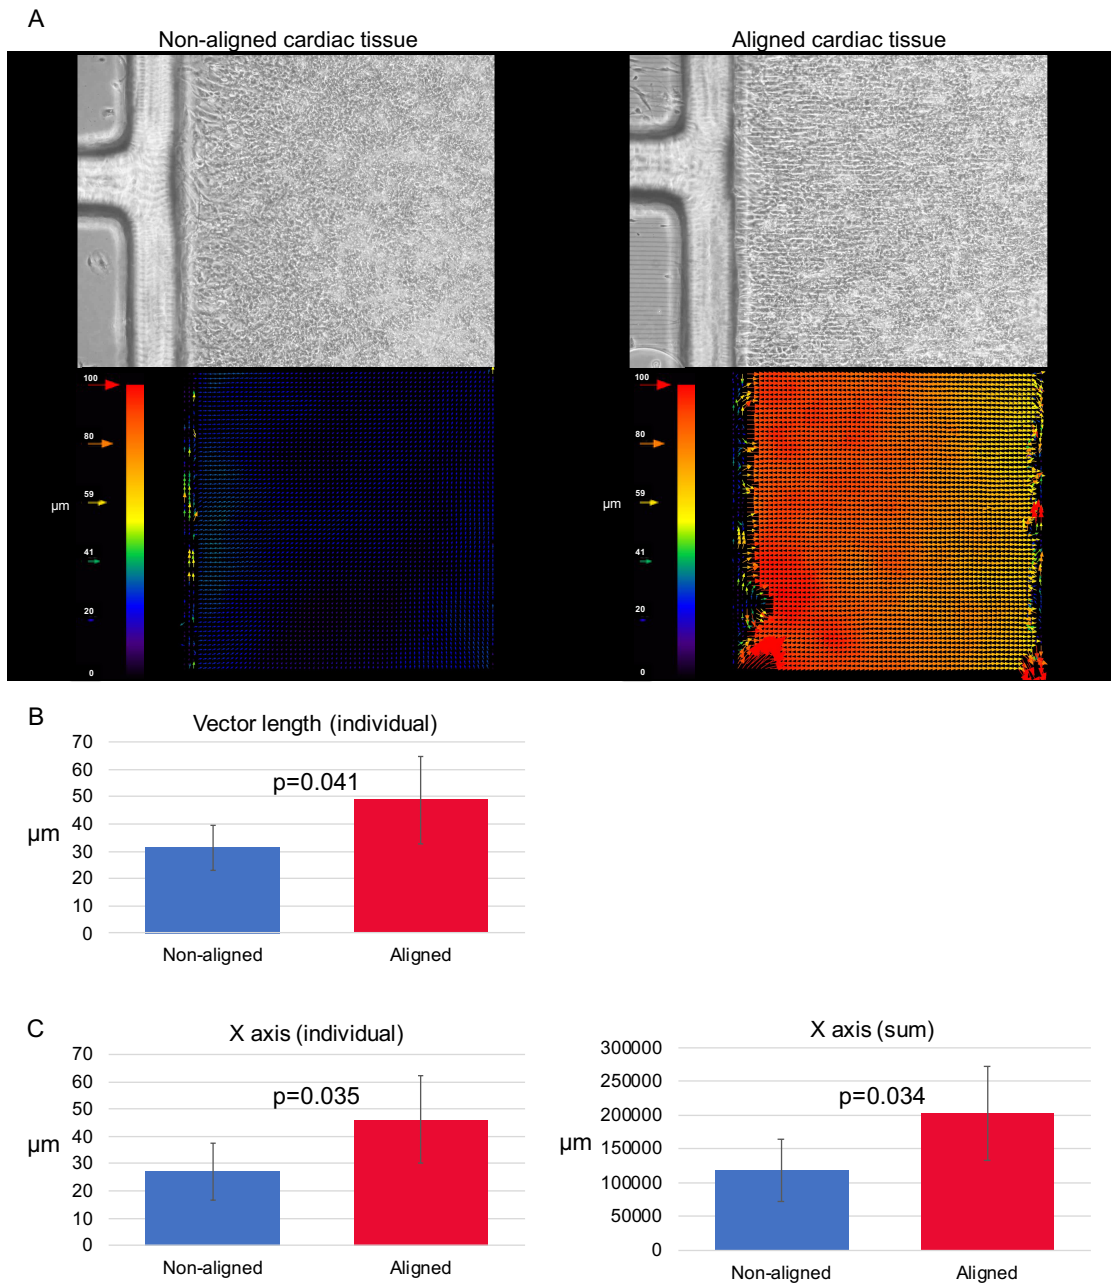 A
Non-aligned cardiac tissue
Aligned cardiac tissue
100
80
59
µm
41
20
0
100
80
59
µm
41
20
0
B
Vector length (individual)
70
60
50
40
30
20
10
0
µm
p=0.041
Non-aligned
Aligned
C
X axis (individual)
70
60
50
40
30
20
10
0
µm
p=0.035
Non-aligned
Aligned
X axis (sum)
300000
250000
200000
150000
100000
50000
0
µm
p=0.034
Non-aligned
Aligned